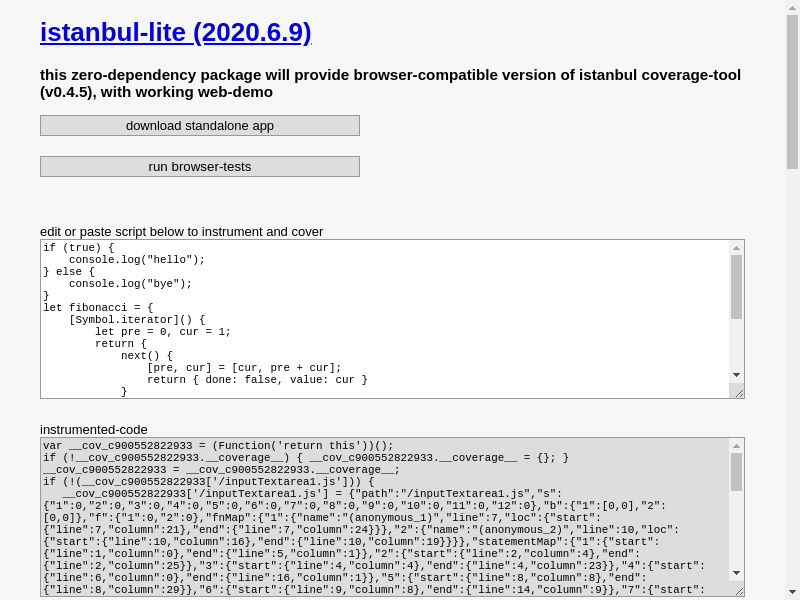 istanbul-lite (2020.6.9)
this zero-dependency package will provide browser-compatible version of istanbul coverage-tool
(v0.4.5), with working web-demo
download standalone app
run browser-tests
edit or paste script below to instrument and cover
if (true) {
    console.log("hello");
} else {
    console.log("bye");
}
let fibonacci = {
    [Symbol.iterator]() {
        let pre = 0, cur = 1;
        return {
            next() {
                [pre, cur] = [cur, pre + cur];
                return { done: false, value: cur }
            }
instrumented-code
var __cov_c900552822933 = (Function('return this'))();
if (!__cov_c900552822933.__coverage__) { __cov_c900552822933.__coverage__ = {}; }
__cov_c900552822933 = __cov_c900552822933.__coverage__;
if (!(__cov_c900552822933['/inputTextarea1.js'])) {
   __cov_c900552822933['/inputTextarea1.js'] = {"path":"/inputTextarea1.js","s":
{"1":0,"2":0,"3":0,"4":0,"5":0,"6":0,"7":0,"8":0,"9":0,"10":0,"11":0,"12":0},"b":{"1":[0,0],"2":
[0,0]},"f":{"1":0,"2":0},"fnMap":{"1":{"name":"(anonymous_1)","line":7,"loc":{"start":
{"line":7,"column":21},"end":{"line":7,"column":24}}},"2":{"name":"(anonymous_2)","line":10,"loc":
{"start":{"line":10,"column":16},"end":{"line":10,"column":19}}}},"statementMap":{"1":{"start":
{"line":1,"column":0},"end":{"line":5,"column":1}},"2":{"start":{"line":2,"column":4},"end":
{"line":2,"column":25}},"3":{"start":{"line":4,"column":4},"end":{"line":4,"column":23}},"4":{"start":
{"line":6,"column":0},"end":{"line":16,"column":1}},"5":{"start":{"line":8,"column":8},"end":
{"line":8,"column":29}},"6":{"start":{"line":9,"column":8},"end":{"line":14,"column":9}},"7":{"start":